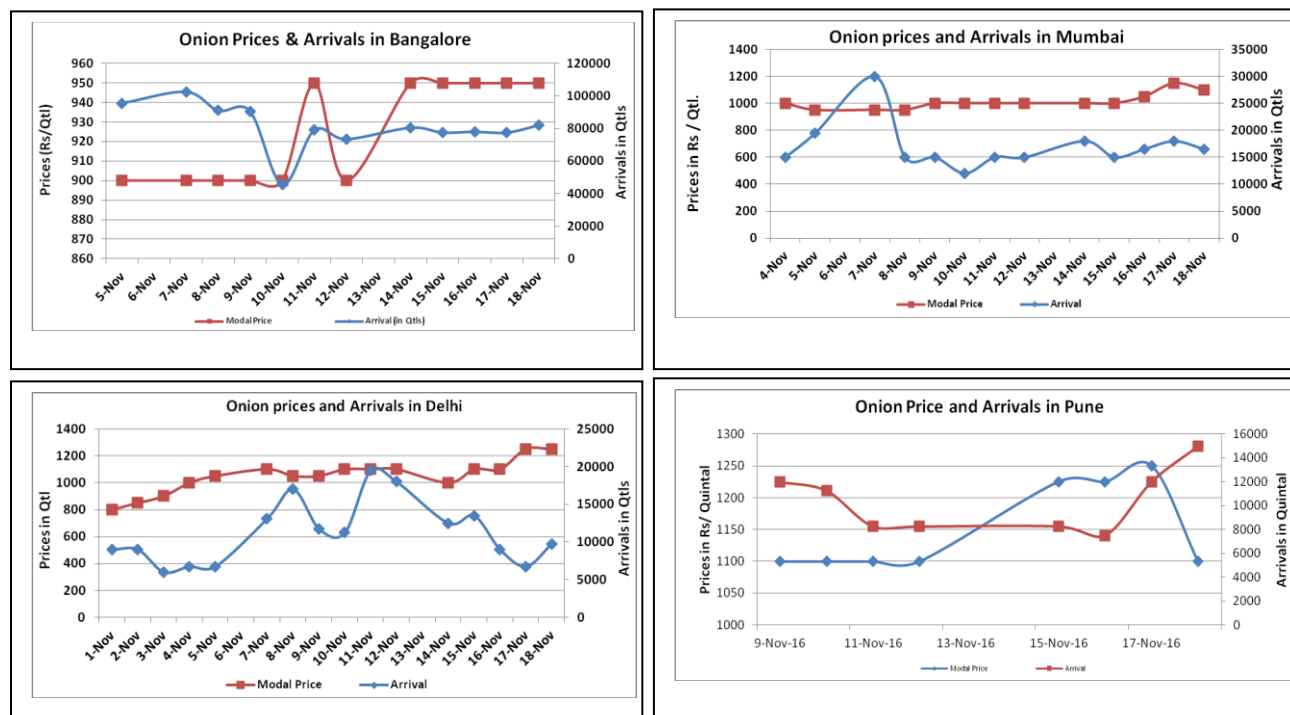 Onion Prices & Arrivals in Bangalore
Prices (Rs/Qtl)
960
950
940
930
920
910
900
890
880
870
860
120000
100000
80000
60000
40000
20000
0
Arrivals in Qtls
5-Nov
6-Nov
7-Nov
8-Nov
9-Nov
10-Nov
11-Nov
12-Nov
13-Nov
14-Nov
15-Nov
16-Nov
17-Nov
18-Nov
Modal Price
Arrival (in Qtls)
Onion prices and Arrivals in Mumbai
Prices in Rs / Qtl.
1400
1200
1000
800
600
400
200
0
35000
30000
25000
20000
15000
10000
5000
0
Arrivals in Qtls
4-Nov
5-Nov
6-Nov
7-Nov
8-Nov
9-Nov
10-Nov
11-Nov
12-Nov
13-Nov
14-Nov
15-Nov
16-Nov
17-Nov
18-Nov
Modal Price
Arrival
Onion prices and Arrivals in Delhi
Prices in Qtl
1400
1200
1000
800
600
400
200
0
25000
20000
15000
10000
5000
0
Arrivals in Qtls
1-Nov
2-Nov
3-Nov
4-Nov
5-Nov
6-Nov
7-Nov
8-Nov
9-Nov
10-Nov
11-Nov
12-Nov
13-Nov
14-Nov
15-Nov
16-Nov
17-Nov
18-Nov
Modal Price
Arrival
Onion Price and Arrivals in Pune
Prices in Rs/ Quintal
1300
1250
1200
1150
1100
1050
1000
16000
14000
12000
10000
8000
6000
4000
2000
0
Arrivals in Quintal
9-Nov-16
11-Nov-16
13-Nov-16
15-Nov-16
17-Nov-16
Modal Price
Arrival